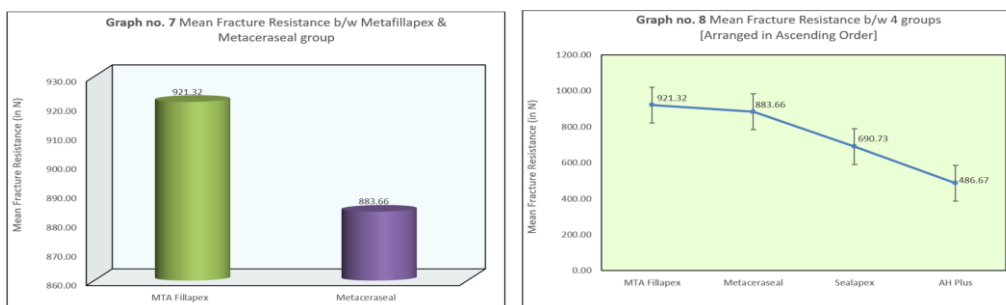 Graph no. 7 Mean Fracture Resistance b/w Metafillapex &
Metaceraseal group
Mean Fracture Resistance (in N)
930.00
920.00
910.00
900.00
890.00
880.00
870.00
860.00
921.32
883.66
MTA Fillapex
Metaceraseal
Graph no. 8 Mean Fracture Resistance b/w 4 groups
[Arranged in Ascending Order]
Mean Fracture Resistance (in N)
1200.00
1000.00
800.00
600.00
400.00
200.00
0.00
921.32
883.66
690.73
486.67
MTA Fillapex
Metaceraseal
Sealapex
AH Plus